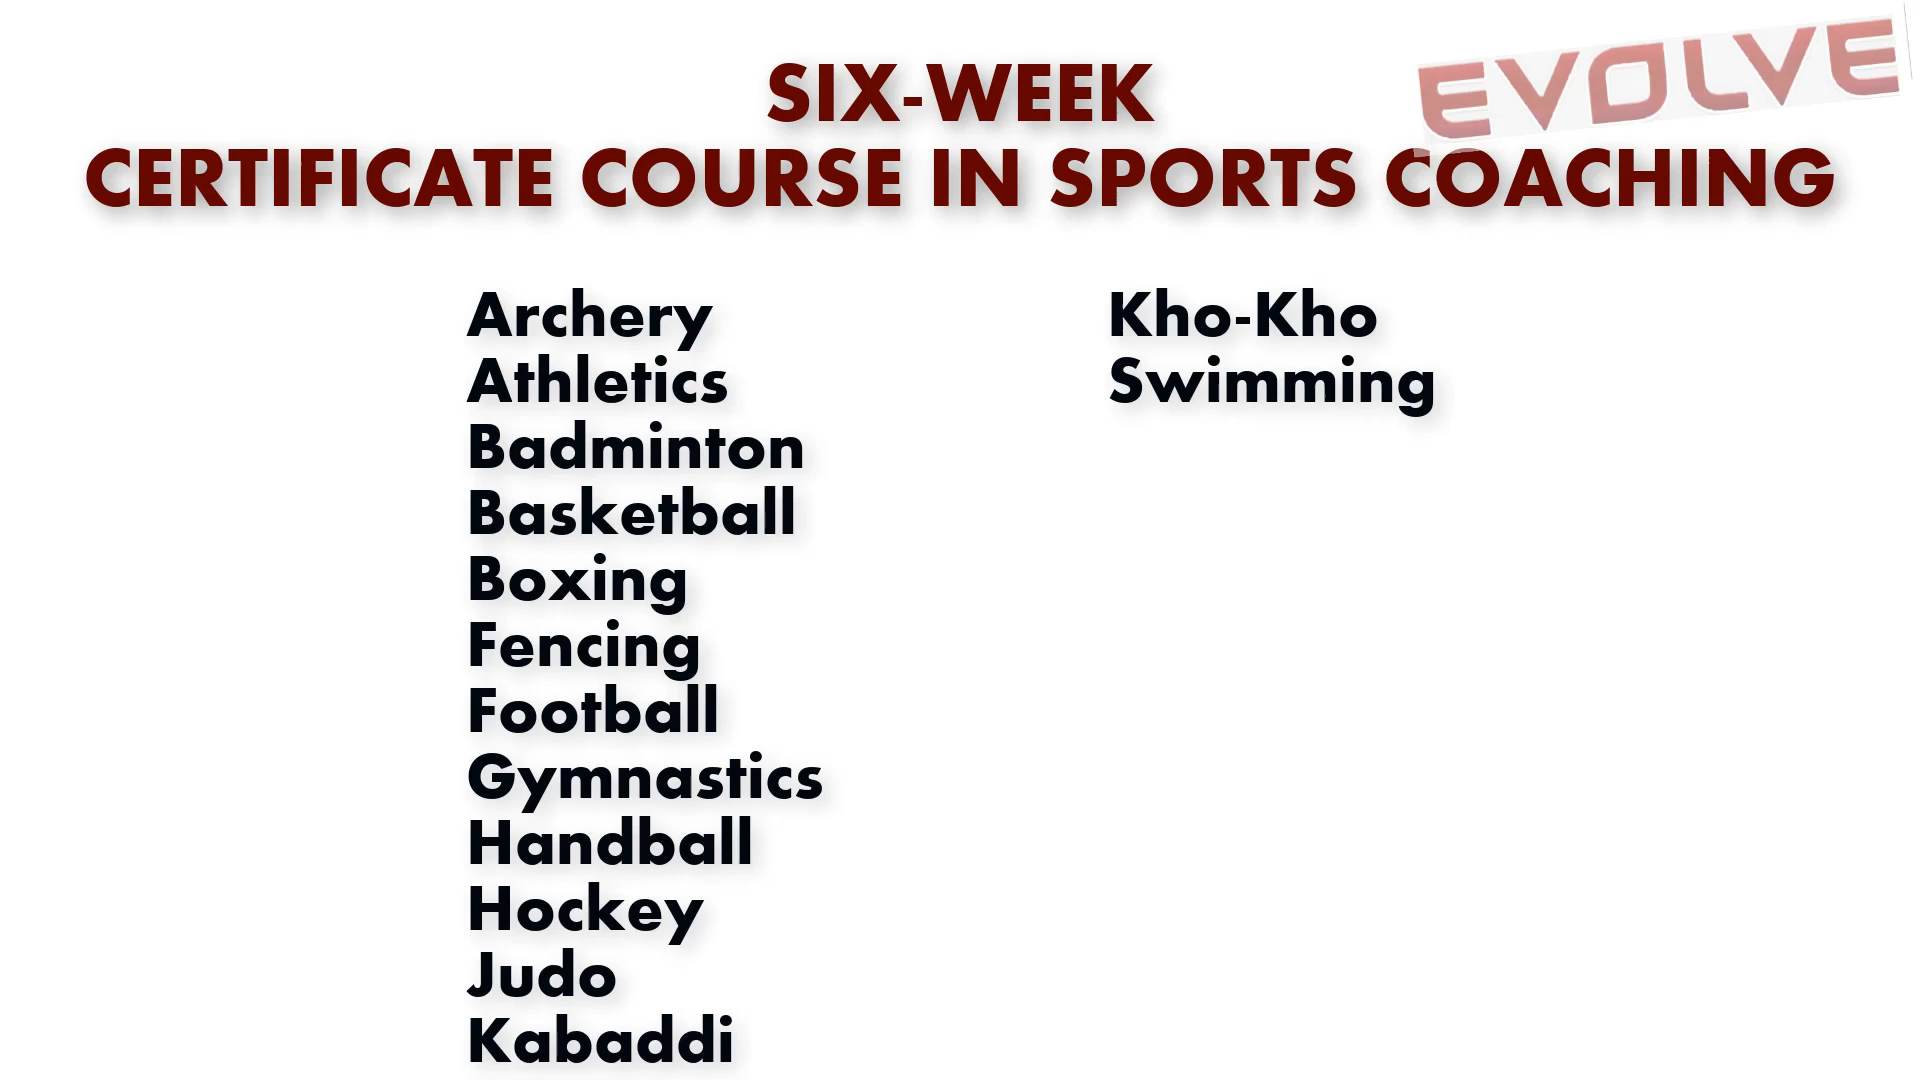 EVOLVE
SIX-WEEK
CERTIFICATE COURSE IN SPORTS COACHING
Archery
Athletics
Badminton
Basketball
Boxing
Fencing
Football
Gymnastics
Handball
Hockey
Judo
Kabaddi
Kho-Kho
Swimming